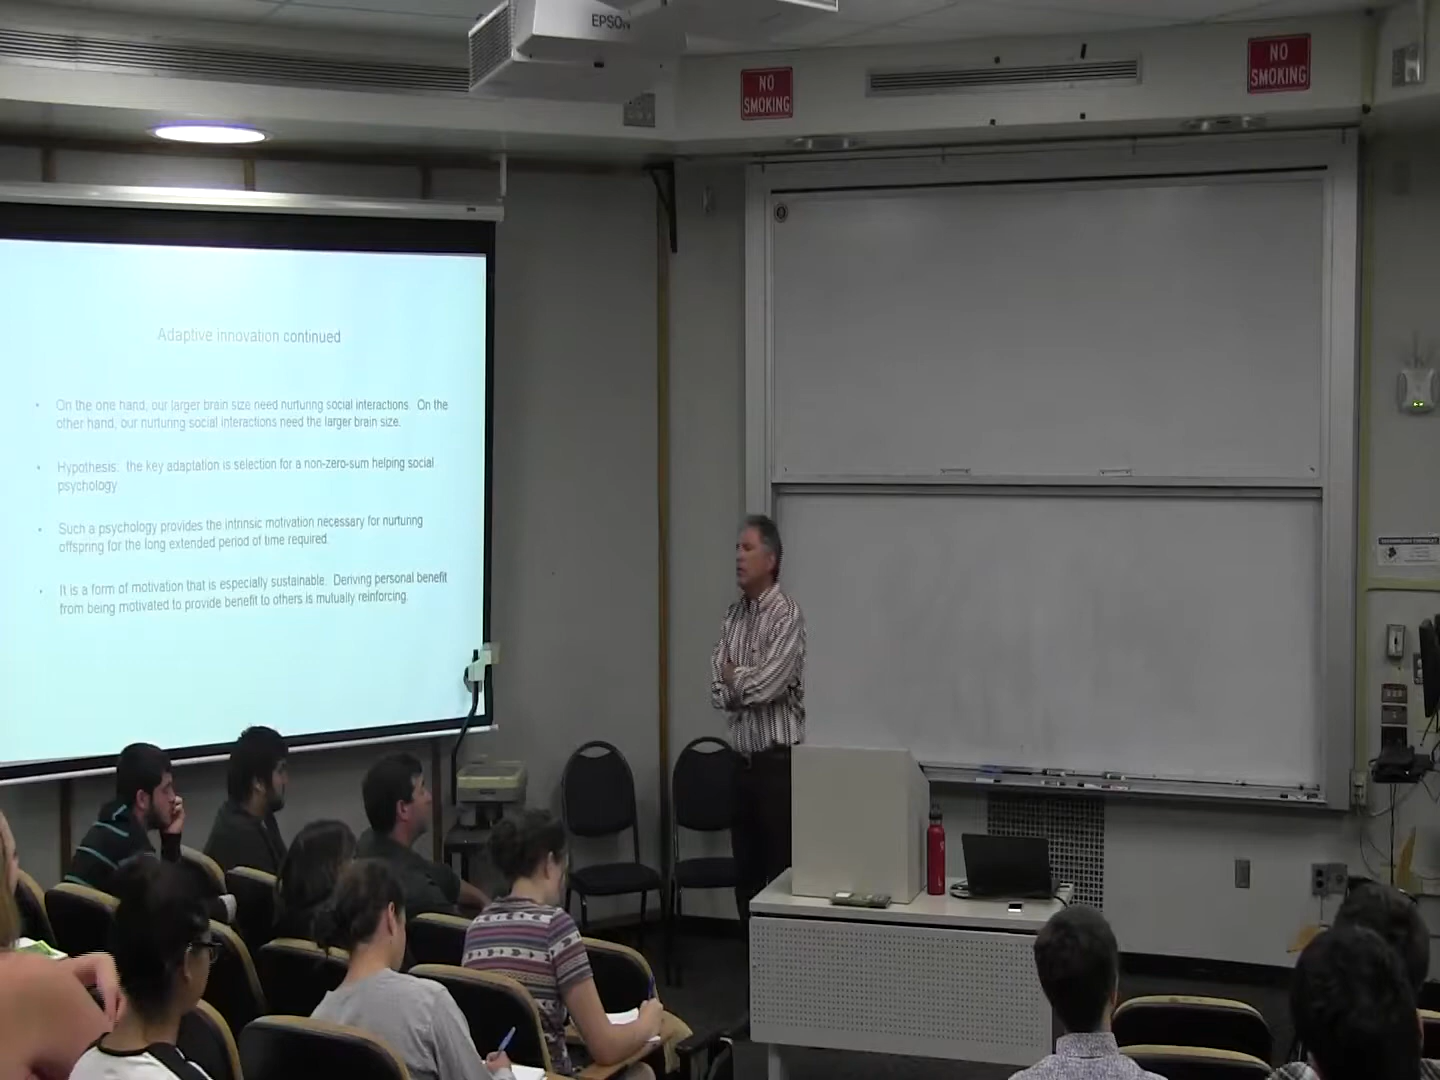 EPSON
NO
SMOKING
NO
SMOKING
Adaptive innovation continued
On the one hand, our larger brain size need nurturing social interactions. On the
other hand, our nurturing social interactions need the larger brain size.
Hypothesis: the key adaptation is selection for a non-zero-sum helping social
psychology
Such a psychology provides the intrinsic motivation necessary for nurturing
offspring for the long extended period of time required.
It is a form of motivation that is especially sustainable. Deriving personal benefit
from being motivated to provide benefit to others is mutually reinforcing.